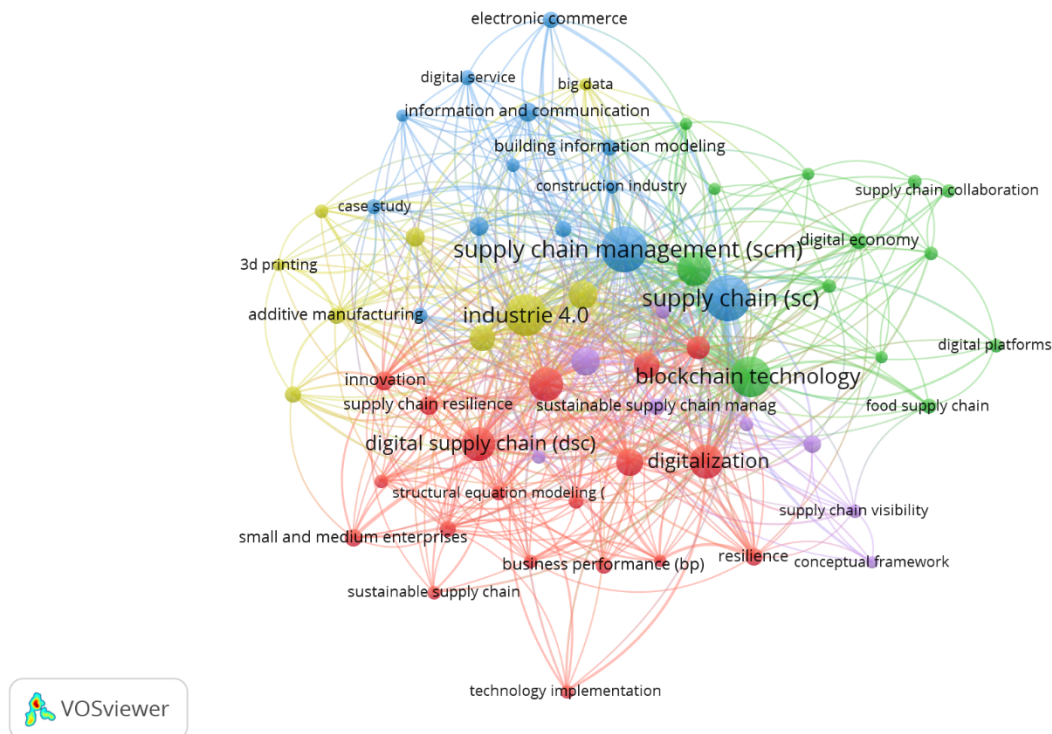 electronic commerce
digital service
big data
information and communication
building information modeling
construction industry
supply chain collaboration
case study
digital economy
supply chain management (scm)
3d printing
supply chain (sc)
additive manufacturing
industrie 4.0
digital platforms
innovation
blockchain technology
supply chain resilience
sustainable supply chain manag
food supply chain
digital supply chain (dsc)
digitalization
structural equation modeling (
supply chain visibility
small and medium enterprises
business performance (bp)
resilience
conceptual framework
sustainable supply chain
technology implementation
VOSviewer